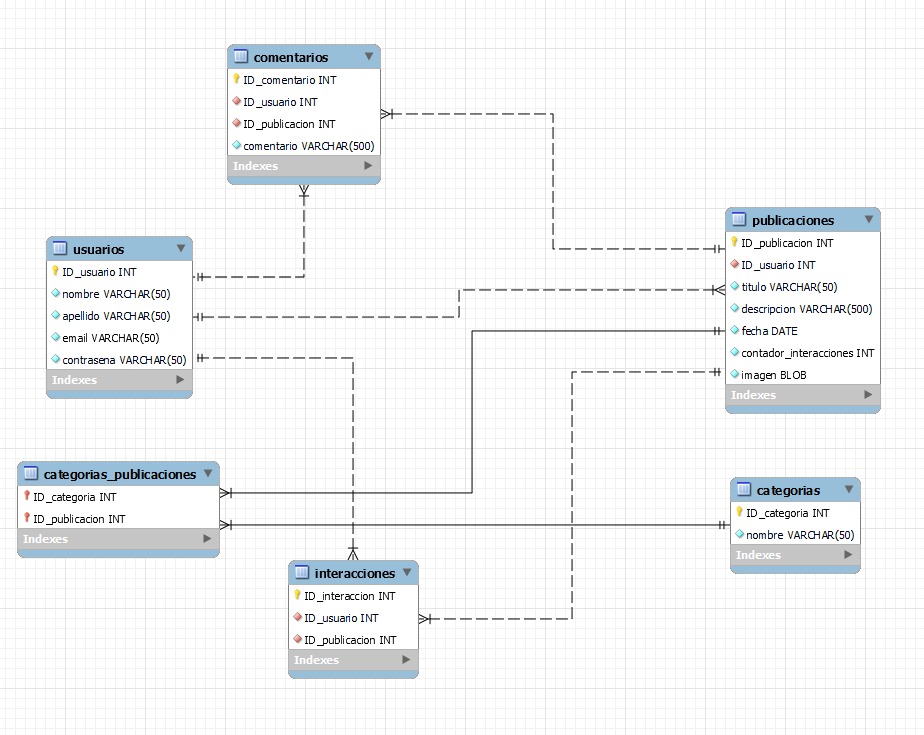 comentarios
ID_comentario INT
ID_usuario INT
ID_publicacion INT
comentario VARCHAR(500)
Indexes
publicaciones
ID_publicacion INT
ID_usuario INT
titulo VARCHAR(50)
descripcion VARCHAR(500)
fecha DATE
contador_interacciones INT
imagen BLOB
Indexes
usuarios
ID_usuario INT
nombre VARCHAR(50)
apellido VARCHAR(50)
email VARCHAR(50)
contrasena VARCHAR(50)
Indexes
categorias_publicaciones
ID_categoria INT
ID_publicacion INT
Indexes
categorias
ID_categoria INT
nombre VARCHAR(50)
Indexes
interacciones
ID_interaccion INT
ID_usuario INT
ID_publicacion INT
Indexes